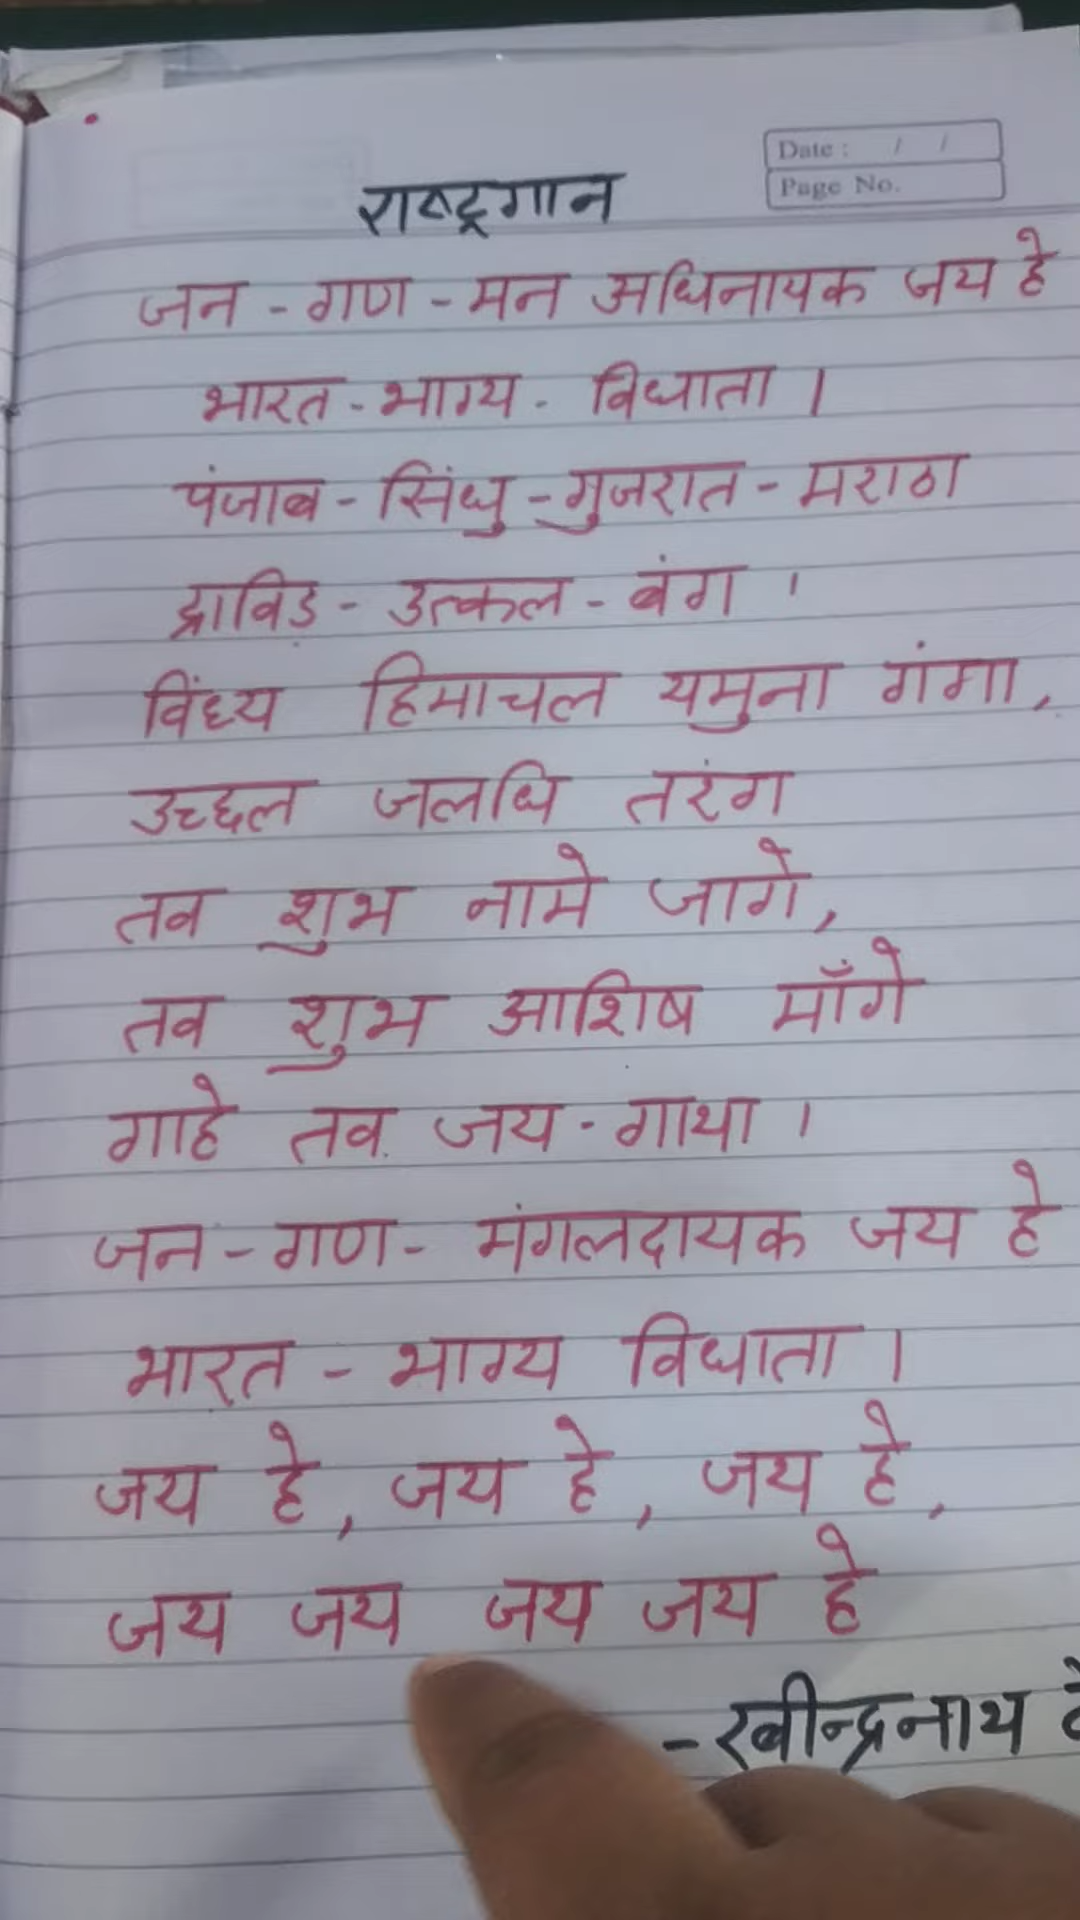 Date : / /
Page No.
राष्ट्रगान
जन - गण - मन अधिनायक जय हे
भारत - भाग्य - विधाता ।
पंजाब - सिंधु - गुजरात - मराठा
द्राविड़ - उत्कल - बंग ।
विंध्य हिमाचल यमुना गंगा,
उच्छल जलधि तरंग
तव शुभ नामे जागे,
तव शुभ आशिष माँगे
गाहे तव जय - गाथा ।
जन - गण - मंगलदायक जय हे
भारत - भाग्य विधाता ।
जय हे, जय हे, जय हे,
जय जय जय जय हे
- रबीन्द्रनाथ